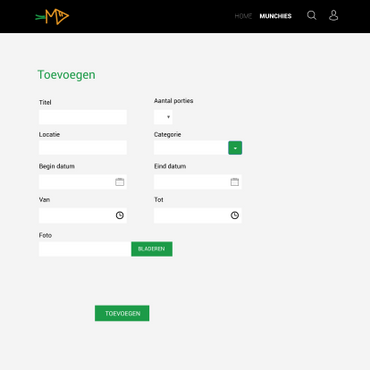 HOME MUNCHIES
Toevoegen
Titel
Aantal porties
Locatie
Categorie
Begin datum
Eind datum
Van
Tot
Foto
BLADEREN
TOEVOEGEN